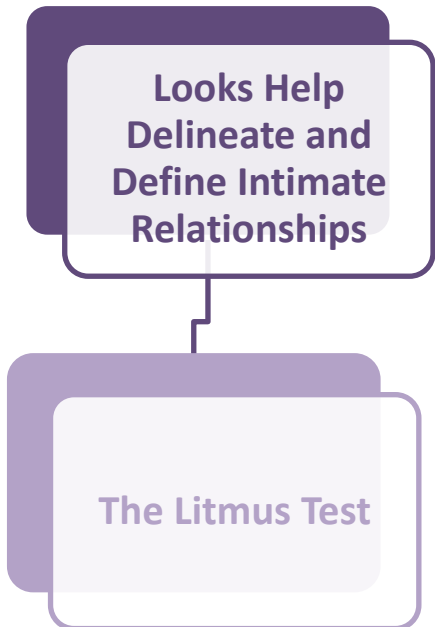 Looks Help
Delineate and
Define Intimate
Relationships
The Litmus Test